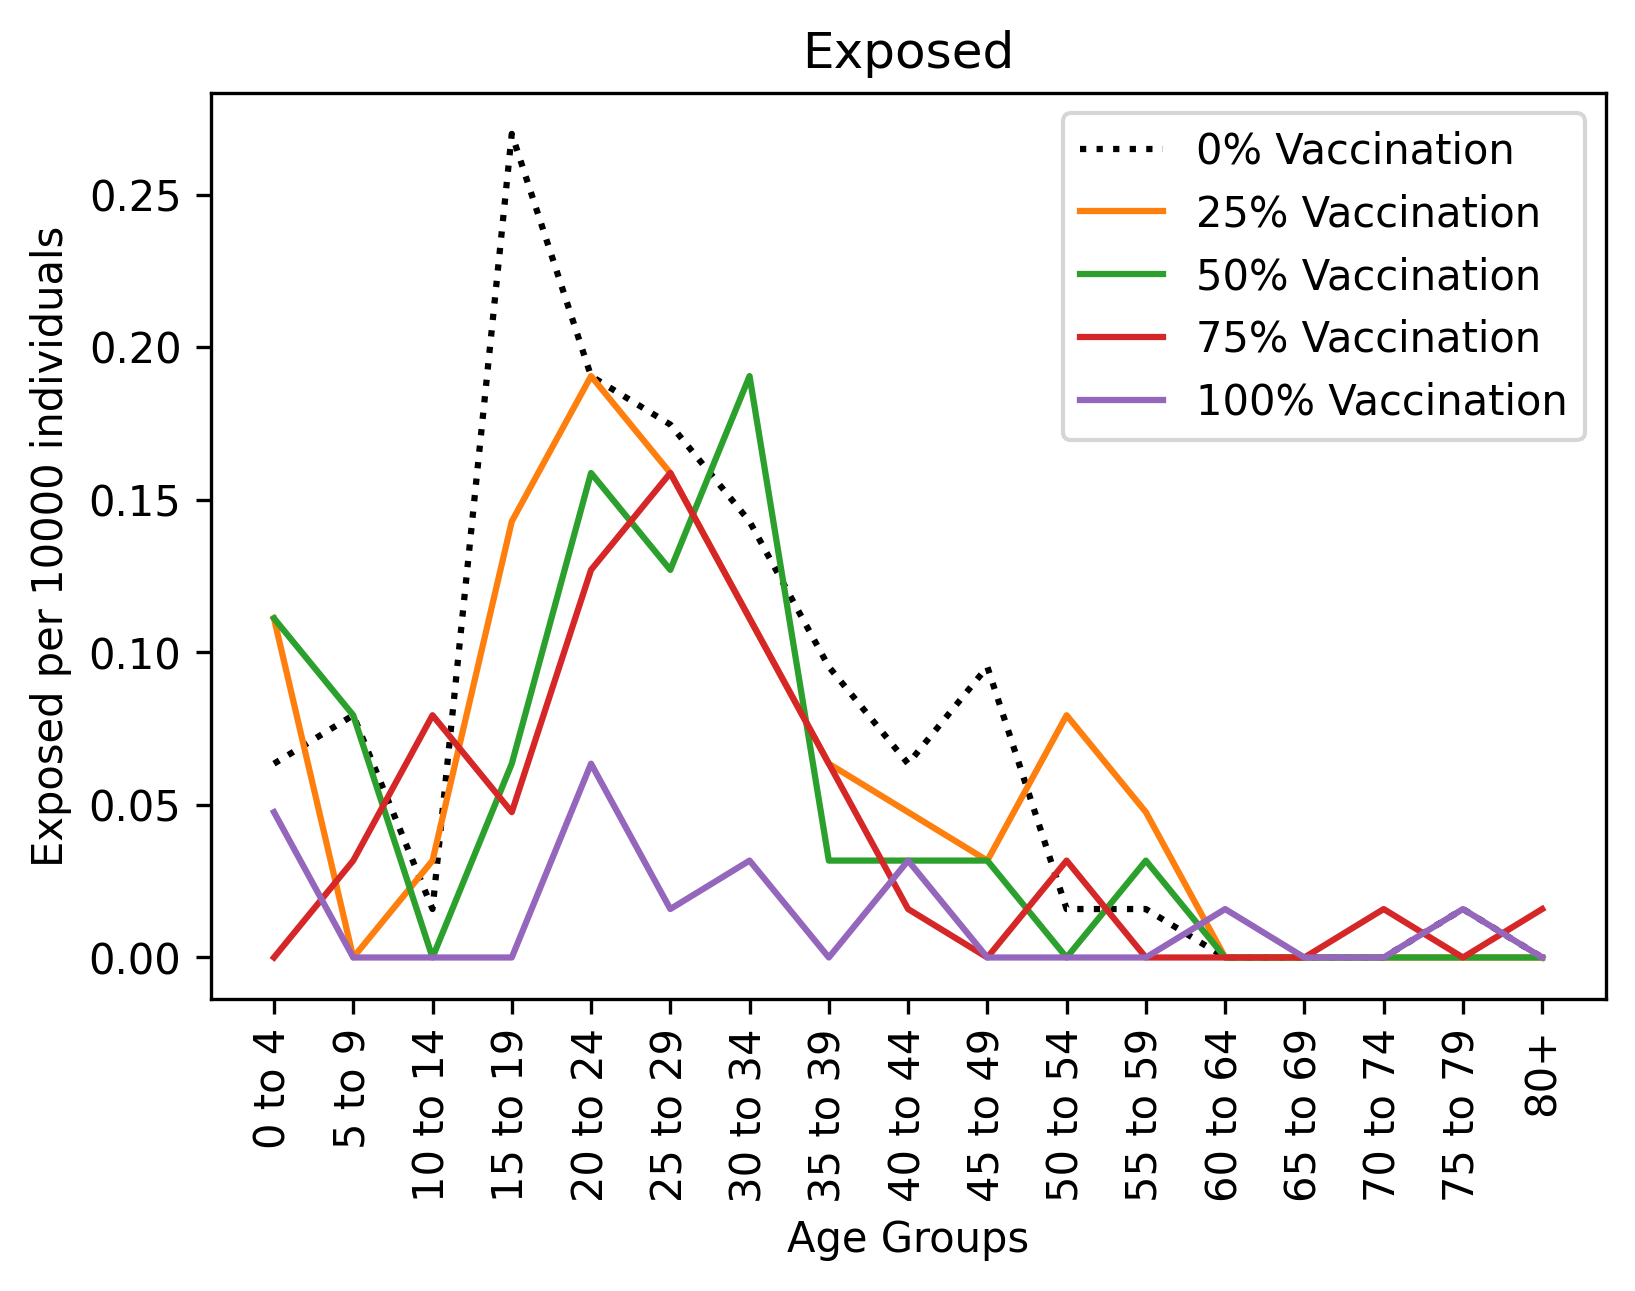 Exposed
Exposed per 10000 individuals
0.25
0.20
0.15
0.10
0.05
0.00
0% Vaccination
25% Vaccination
50% Vaccination
75% Vaccination
100% Vaccination
0 to 4
5 to 9
10 to 14
15 to 19
20 to 24
25 to 29
30 to 34
35 to 39
40 to 44
45 to 49
50 to 54
55 to 59
60 to 64
65 to 69
70 to 74
75 to 79
80+
Age Groups